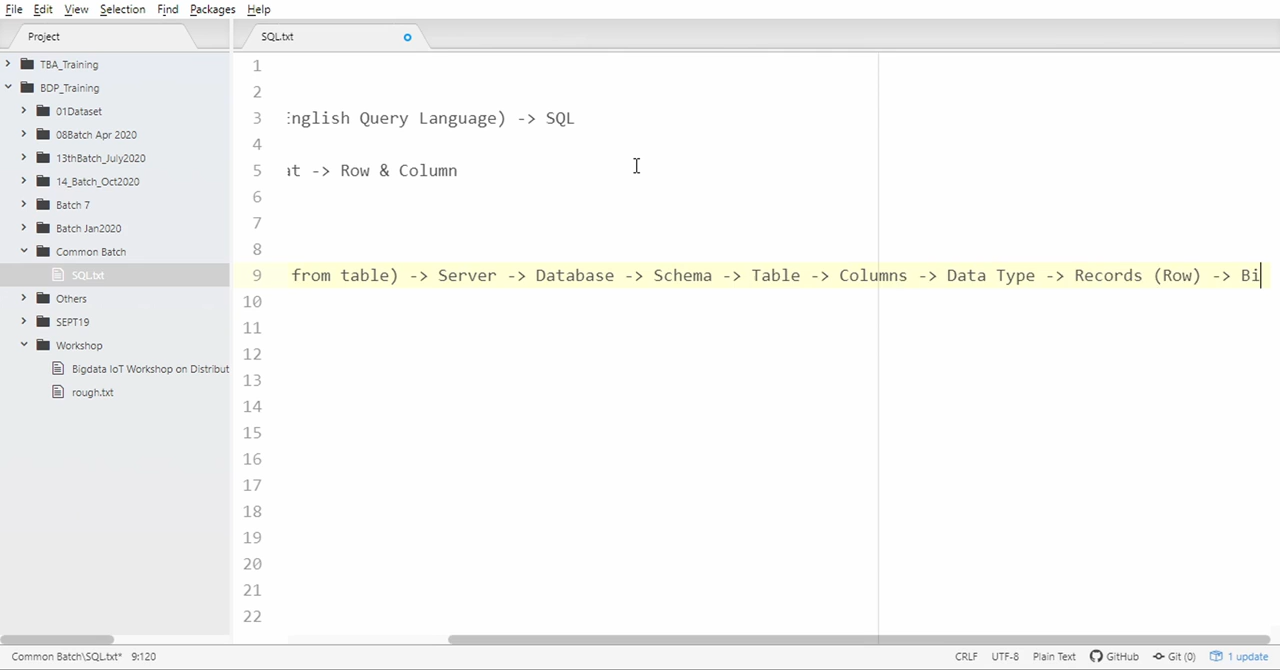 File Edit View Selection Find Packages Help
Project
SQL.txt
TBA_Training
BDP_Training
01Dataset
08Batch Apr 2020
13thBatch_July2020
14_Batch_Oct2020
Batch 7
Batch Jan2020
Common Batch
SQL.txt
Others
SEPT19
Workshop
Bigdata IoT Workshop on Distribut
rough.txt
1
2
3 English Query Language) -> SQL
4
5 at -> Row & Column
6
7
8
9 from table) -> Server -> Database -> Schema -> Table -> Columns -> Data Type -> Records (Row) -> Bi
10
11
12
13
14
15
16
17
18
19
20
21
22
Common Batch\SQL.txt* 9:120 CRLF UTF-8 Plain Text GitHub Git (0) 1 update